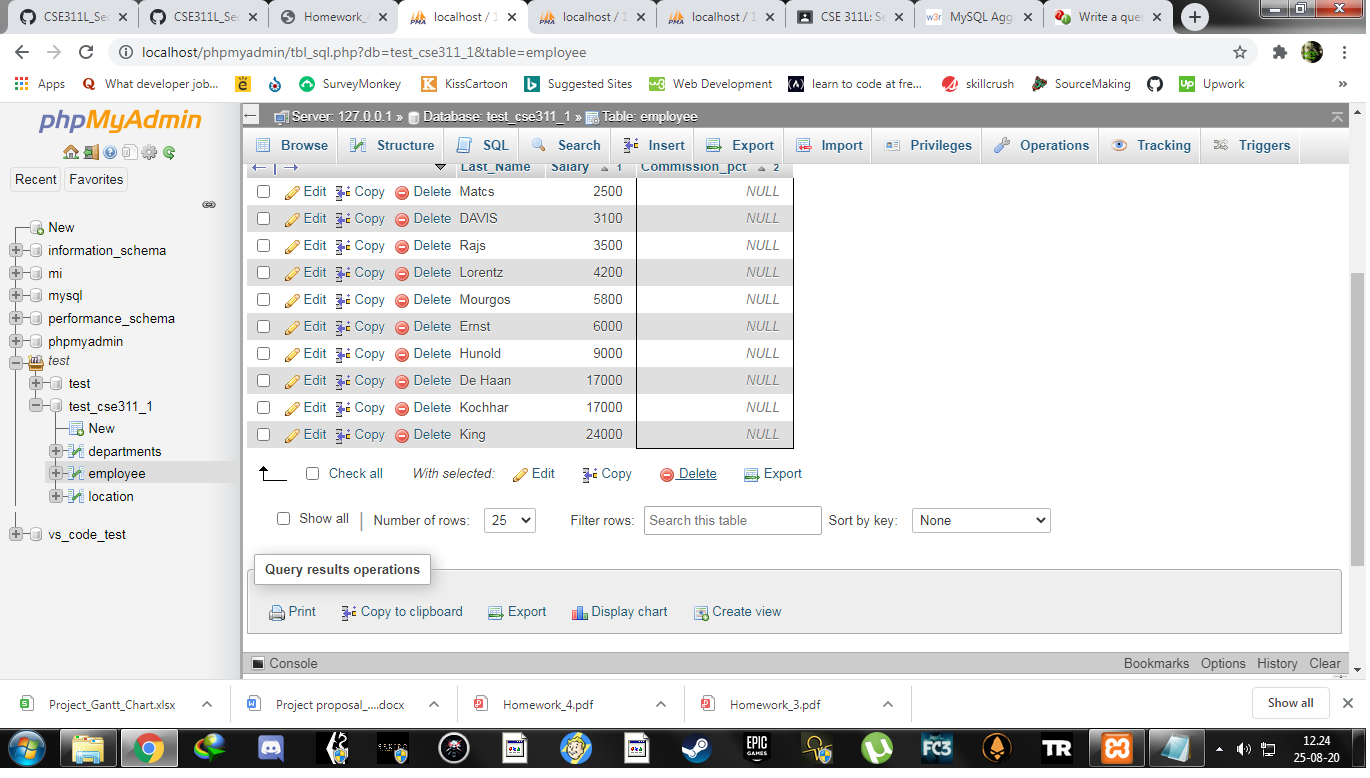 CSE311L_Sec
CSE311L_Sec
Homework_4
localhost / 1
localhost / 1
localhost / 1
CSE 311L: Se
MySQL Agg
Write a quer
localhost/phpmyadmin/tbl_sql.php?db=test_cse311_1&table=employee
Apps
What developer job...
SurveyMonkey
KissCartoon
Suggested Sites
Web Development
learn to code at fre...
skillcrush
SourceMaking
Upwork
»
phpMyAdmin
Recent
Favorites
New
information_schema
mi
mysql
performance_schema
phpmyadmin
test
test
test_cse311_1
New
departments
employee
location
vs_code_test
Server: 127.0.0.1 » Database: test_cse311_1 » Table: employee
Browse Structure SQL Search Insert Export Import Privileges Operations Tracking Triggers
Last_Name Salary 1 Commission_pct 2
Edit Copy Delete Matcs 2500 NULL
Edit Copy Delete DAVIS 3100 NULL
Edit Copy Delete Rajs 3500 NULL
Edit Copy Delete Lorentz 4200 NULL
Edit Copy Delete Mourgos 5800 NULL
Edit Copy Delete Ernst 6000 NULL
Edit Copy Delete Hunold 9000 NULL
Edit Copy Delete De Haan 17000 NULL
Edit Copy Delete Kochhar 17000 NULL
Edit Copy Delete King 24000 NULL
Check all With selected: Edit Copy Delete Export
Show all Number of rows: 25 Filter rows: Search this table Sort by key: None
Query results operations
Print Copy to clipboard Export Display chart Create view
Console Bookmarks Options History Clear
Project_Gantt_Chart.xlsx
Project proposal_....docx
Homework_4.pdf
Homework_3.pdf
Show all
EPIC GAMES
FC3
TR
12.24
25-08-20